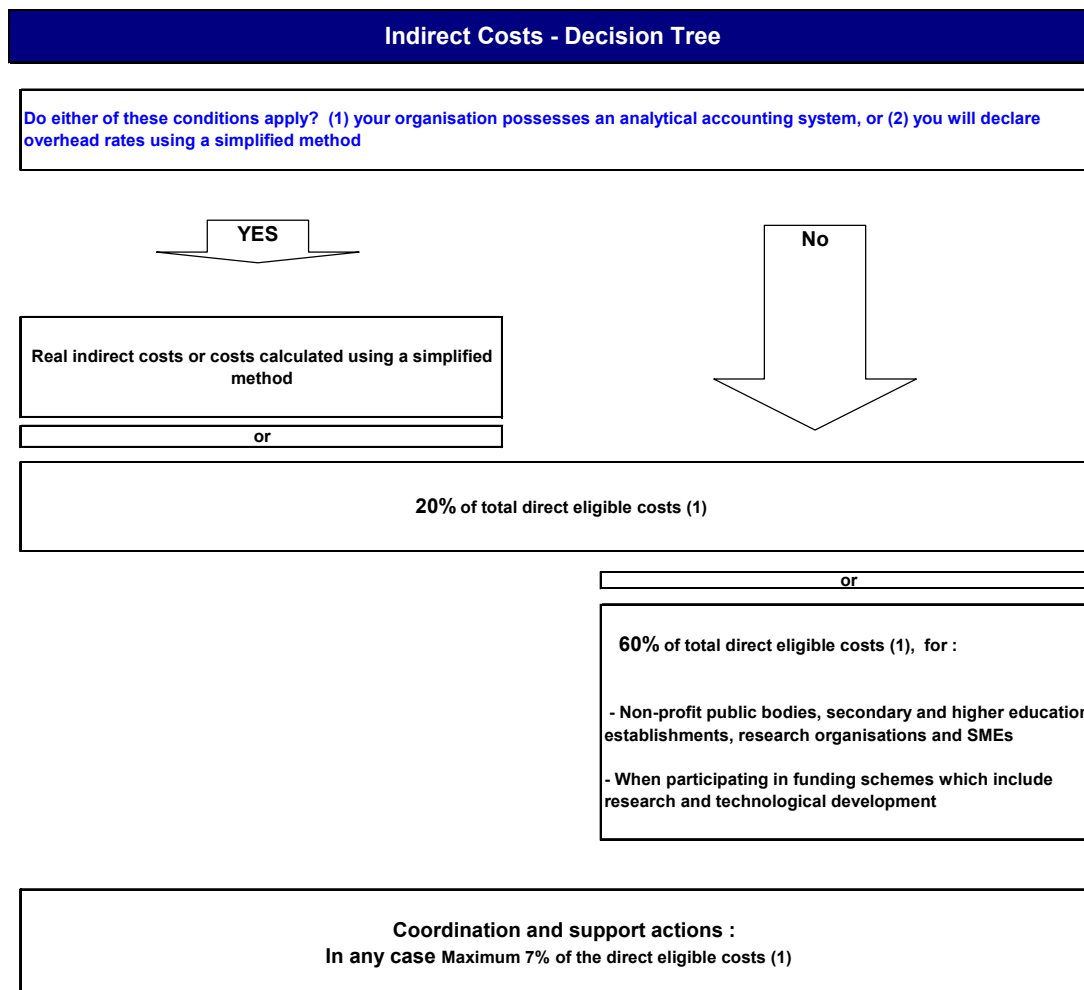 Indirect Costs - Decision Tree
Do either of these conditions apply?  (1) your organisation possesses an analytical accounting system, or (2) you will declare
overhead rates using a simplified method
YES
No
Real indirect costs or costs calculated using a simplified
method
or
20% of total direct eligible costs (1)
or
60% of total direct eligible costs (1),  for :
- Non-profit public bodies, secondary and higher education
establishments, research organisations and SMEs
- When participating in funding schemes which include
research and technological development
Coordination and support actions :
In any case Maximum 7% of the direct eligible costs (1)